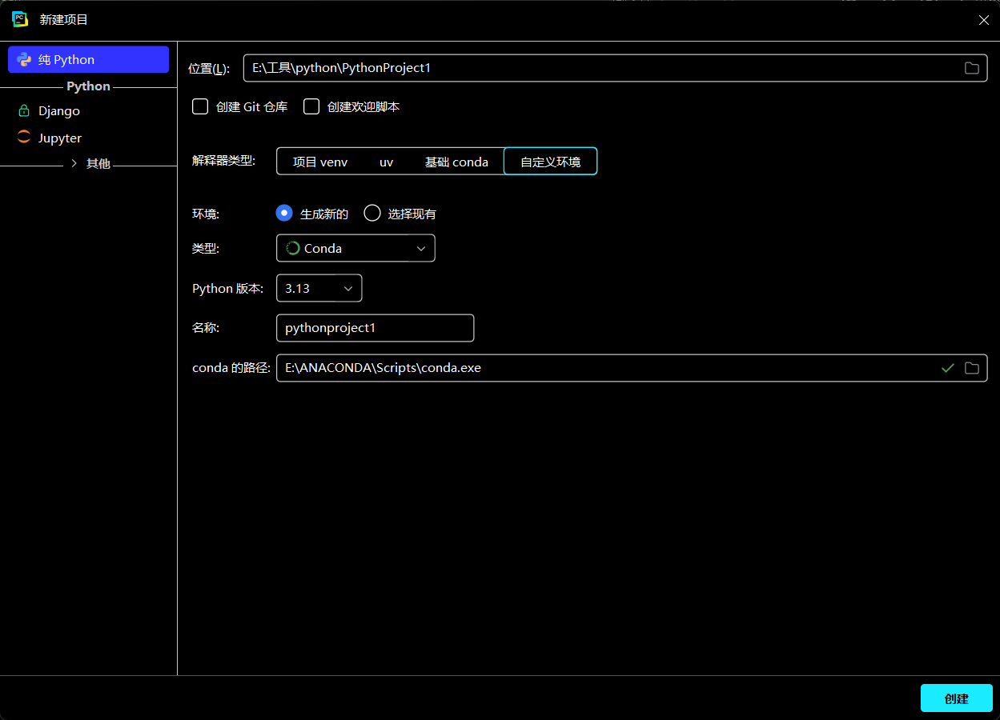 新建项目
纯 Python
Python
Django
Jupyter
其他
位置(L): E:\工具\python\PythonProject1
创建 Git 仓库 创建欢迎脚本
解释器类型: 项目 venv uv 基础 conda 自定义环境
环境: 生成新的 选择现有
类型: Conda
Python 版本: 3.13
名称: pythonproject1
conda 的路径: E:\ANACONDA\Scripts\conda.exe
创建